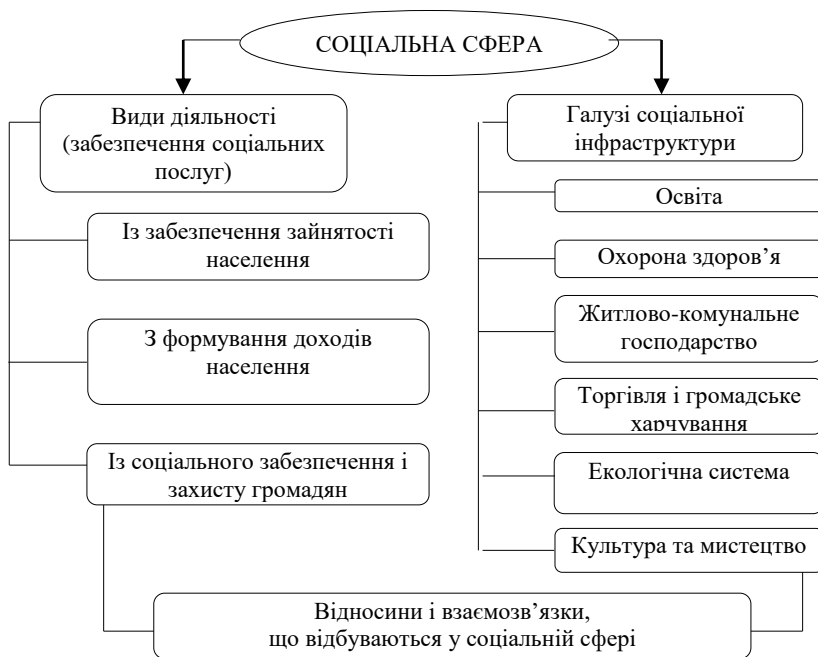 СОЦІАЛЬНА СФЕРА
Види діяльності
(забезпечення соціальних
послуг)
Із забезпечення зайнятості
населення
З формування доходів
населення
Із соціального забезпечення і
захисту громадян
Галузі соціальної
інфраструктури
Освіта
Охорона здоров’я
Житлово-комунальне
господарство
Торгівля і громадське
харчування
Екологічна система
Культура та мистецтво
Відносини і взаємозв’язки,
що відбуваються у соціальній сфері